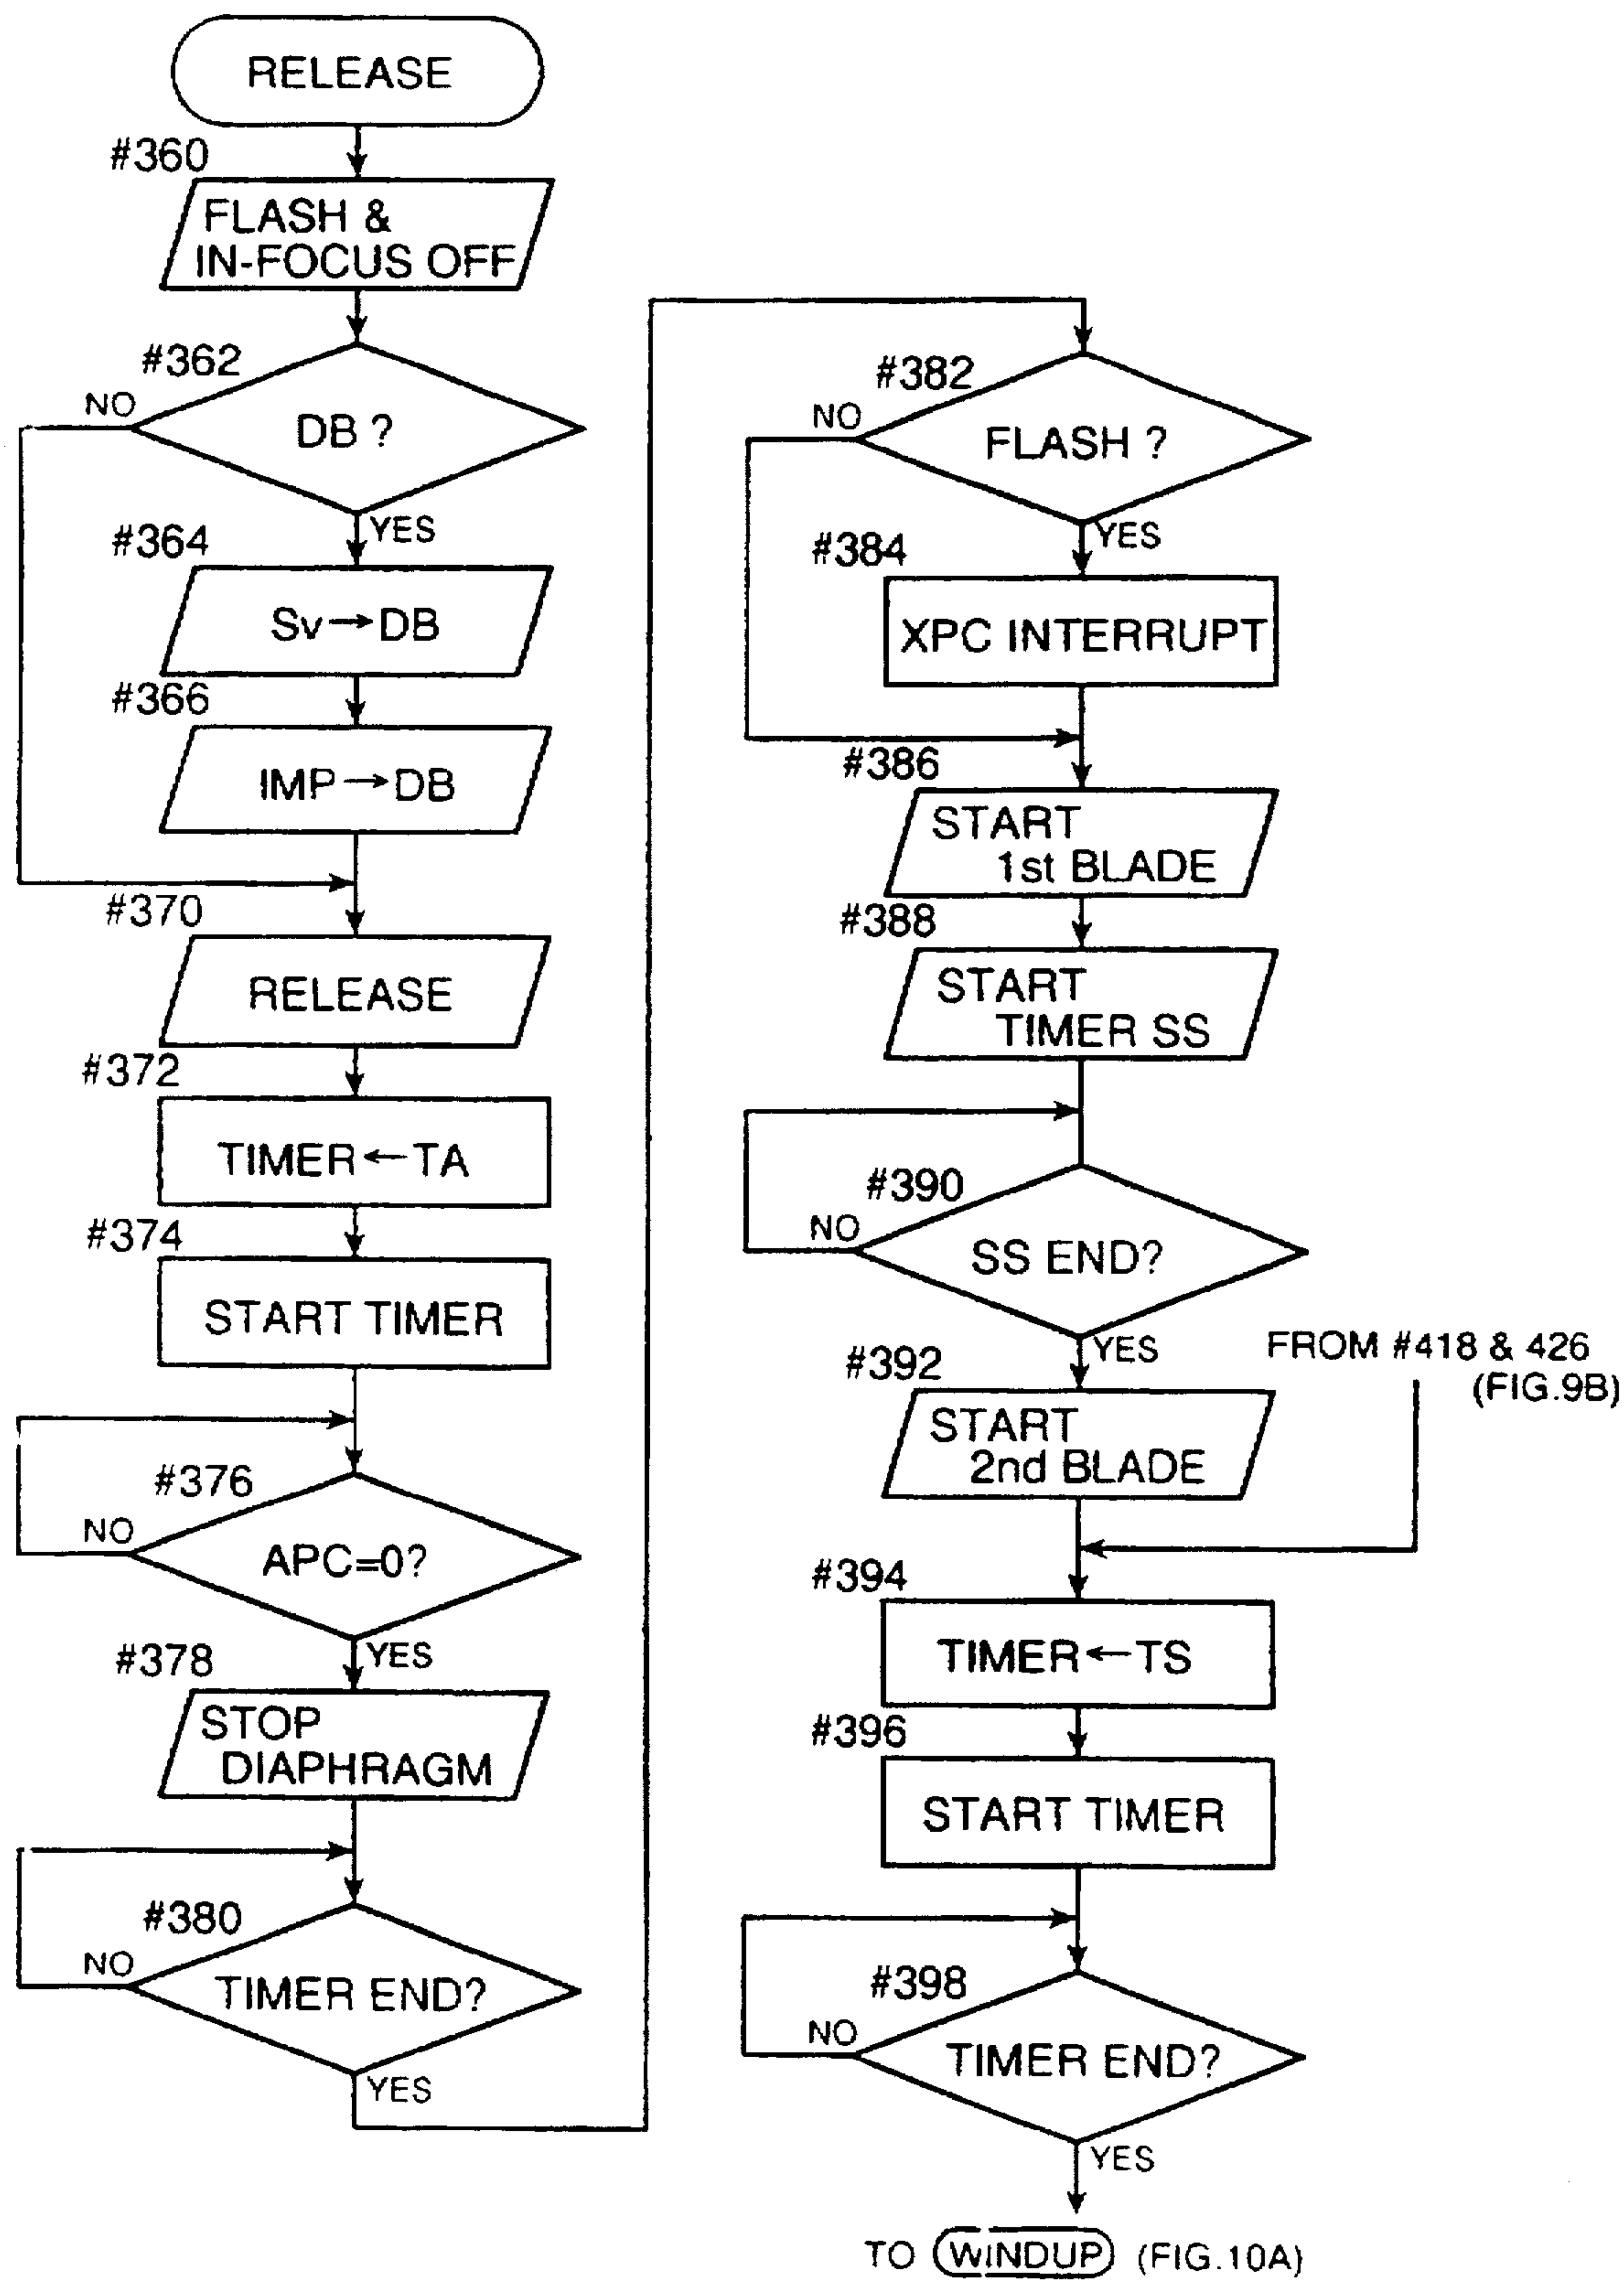 RELEASE
#360
FLASH &
IN-FOCUS OFF
#362
NO
DB ?
YES
#364
Sv→DB
#366
IMP→DB
#370
RELEASE
#372
TIMER←TA
#374
START TIMER
#376
NO
APC=0?
YES
#378
STOP
DIAPHRAGM
#380
NO
TIMER END?
YES
#382
NO
FLASH ?
YES
#384
XPC INTERRUPT
#386
START
1st BLADE
#388
START
TIMER SS
#390
NO
SS END?
YES
FROM #418 & 426
(FIG.9B)
#392
START
2nd BLADE
#394
TIMER←TS
#396
START TIMER
#398
NO
TIMER END?
YES
TO WINDUP (FIG.10A)